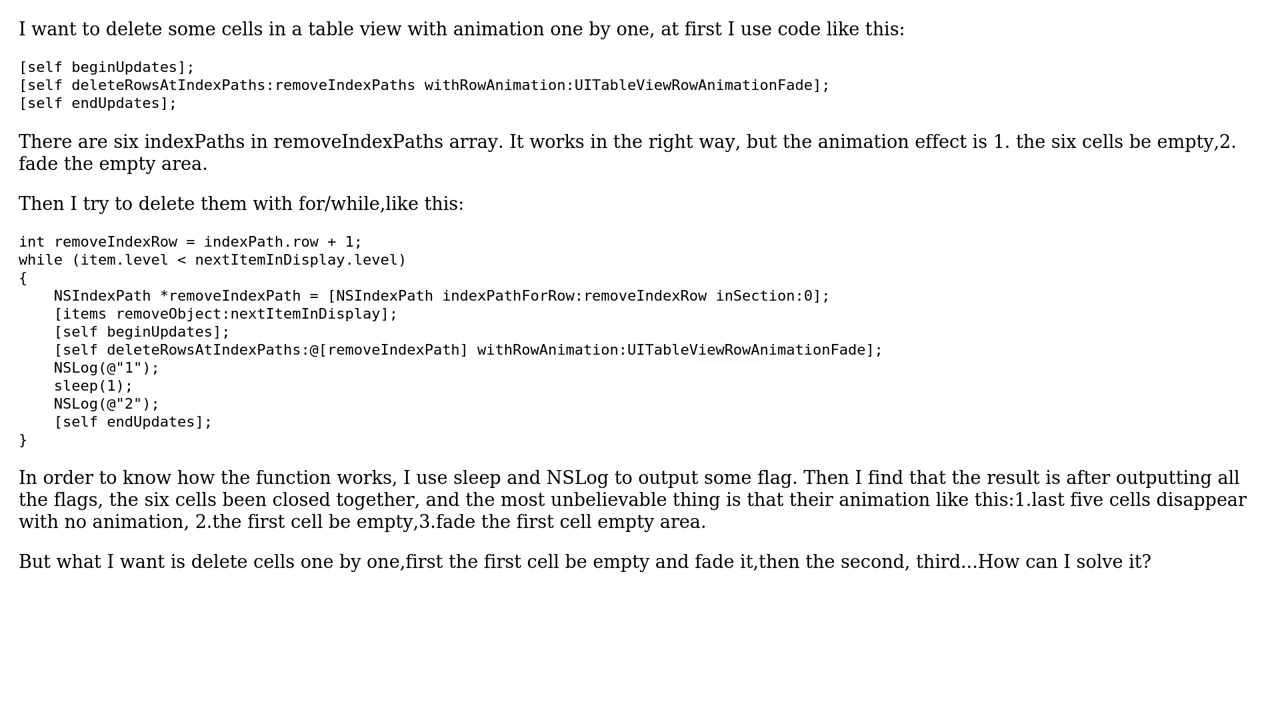 I want to delete some cells in a table view with animation one by one, at first I use code like this:
[self beginUpdates];
[self deleteRowsAtIndexPaths:removeIndexPaths withRowAnimation:UITableViewRowAnimationFade];
[self endUpdates];
There are six indexPaths in removeIndexPaths array. It works in the right way, but the animation effect is 1. the six cells be empty,2.
fade the empty area.
Then I try to delete them with for/while,like this:
int removeIndexRow = indexPath.row + 1;
while (item.level < nextItemInDisplay.level)
{
    NSIndexPath *removeIndexPath = [NSIndexPath indexPathForRow:removeIndexRow inSection:0];
    [items removeObject:nextItemInDisplay];
    [self beginUpdates];
    [self deleteRowsAtIndexPaths:@[removeIndexPath] withRowAnimation:UITableViewRowAnimationFade];
    NSLog(@"1");
    sleep(1);
    NSLog(@"2");
    [self endUpdates];
}
In order to know how the function works, I use sleep and NSLog to output some flag. Then I find that the result is after outputting all
the flags, the six cells been closed together, and the most unbelievable thing is that their animation like this:1.last five cells disappear
with no animation, 2.the first cell be empty,3.fade the first cell empty area.
But what I want is delete cells one by one,first the first cell be empty and fade it,then the second, third...How can I solve it?